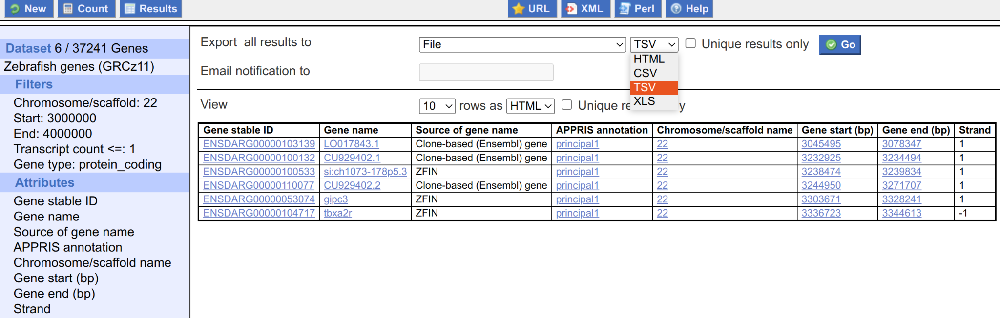 New Count Results URL XML Perl Help
Dataset 6 / 37241 Genes
Zebrafish genes (GRCz11)
Filters
Chromosome/scaffold: 22
Start: 3000000
End: 4000000
Transcript count <=: 1
Gene type: protein_coding
Attributes
Gene stable ID
Gene name
Source of gene name
APPRIS annotation
Chromosome/scaffold name
Gene start (bp)
Gene end (bp)
Strand
Export all results to File TSV Unique results only Go
HTML
CSV
TSV
XLS
Email notification to
View 10 rows as HTML Unique
Gene stable ID Gene name Source of gene name APPRIS annotation Chromosome/scaffold name Gene start (bp) Gene end (bp) Strand
ENSDARG00000103139 LO017843.1 Clone-based (Ensembl) gene principal1 22 3045495 3078347 1
ENSDARG00000100132 CU929402.1 Clone-based (Ensembl) gene principal1 22 3232925 3234494 1
ENSDARG00000100533 si:ch1073-178p5.3 ZFIN principal1 22 3238474 3239834 1
ENSDARG00000110077 CU929402.2 Clone-based (Ensembl) gene principal1 22 3244950 3271707 1
ENSDARG00000053074 gipc3 ZFIN principal1 22 3303671 3328241 1
ENSDARG00000104717 tbxa2r ZFIN principal1 22 3336723 3344613 -1